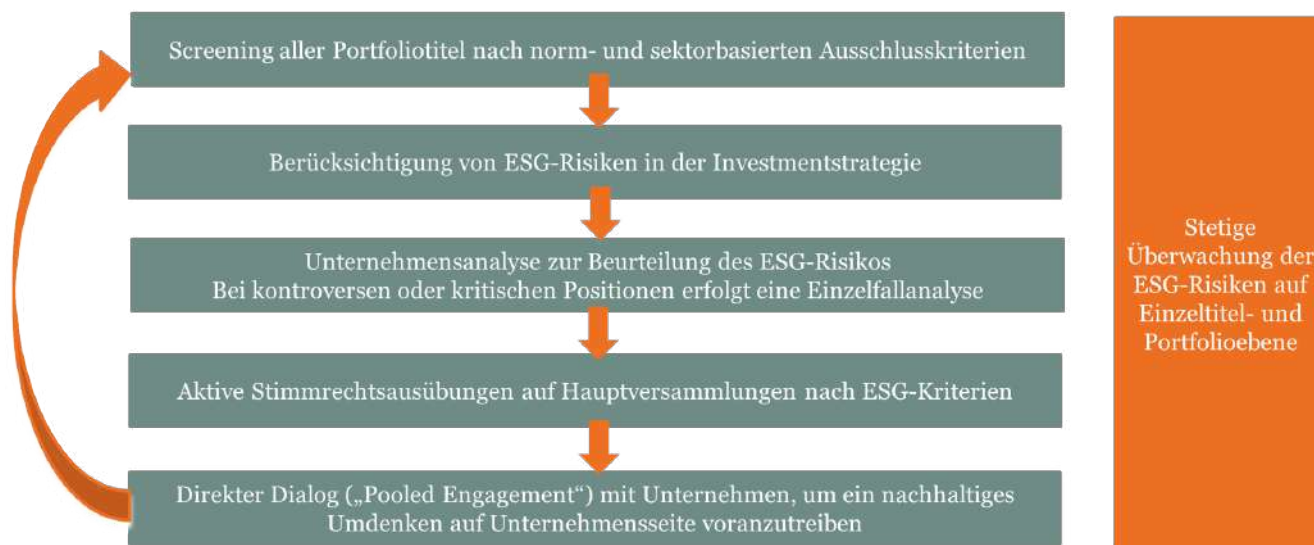 Screening aller Portfoliotitel nach norm- und sektorbasierten Ausschlusskriterien
Berücksichtigung von ESG-Risiken in der Investmentstrategie
Unternehmensanalyse zur Beurteilung des ESG-Risikos
Bei kontroversen oder kritischen Positionen erfolgt eine Einzelfallanalyse
Aktive Stimmrechtsausübungen auf Hauptversammlungen nach ESG-Kriterien
Direkter Dialog („Pooled Engagement“) mit Unternehmen, um ein nachhaltiges
Umdenken auf Unternehmensseite voranzutreiben
Stetige
Überwachung der
ESG-Risiken auf
Einzeltitel- und
Portfolioebene